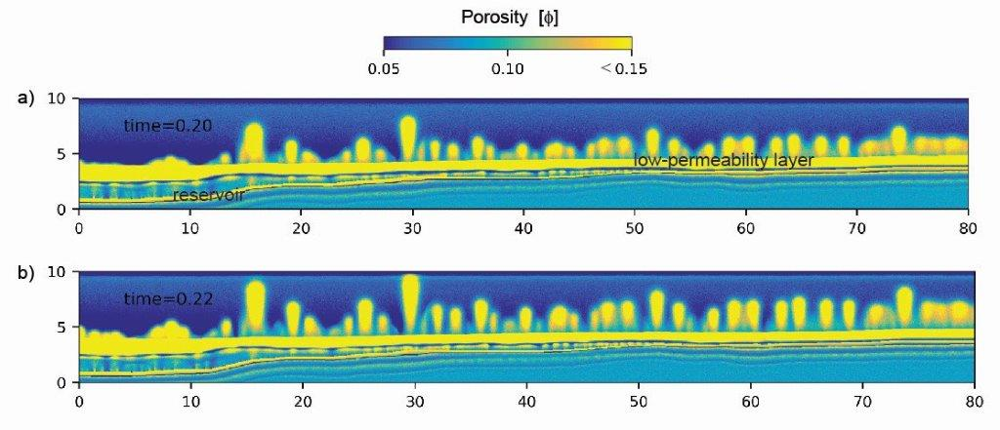 Porosity [ϕ]
0.05 0.10 <0.15
a)
10
5
0
time=0.20
low-permeability layer
reservoir
0 10 20 30 40 50 60 70 80
b)
10
5
0
time=0.22
0 10 20 30 40 50 60 70 80